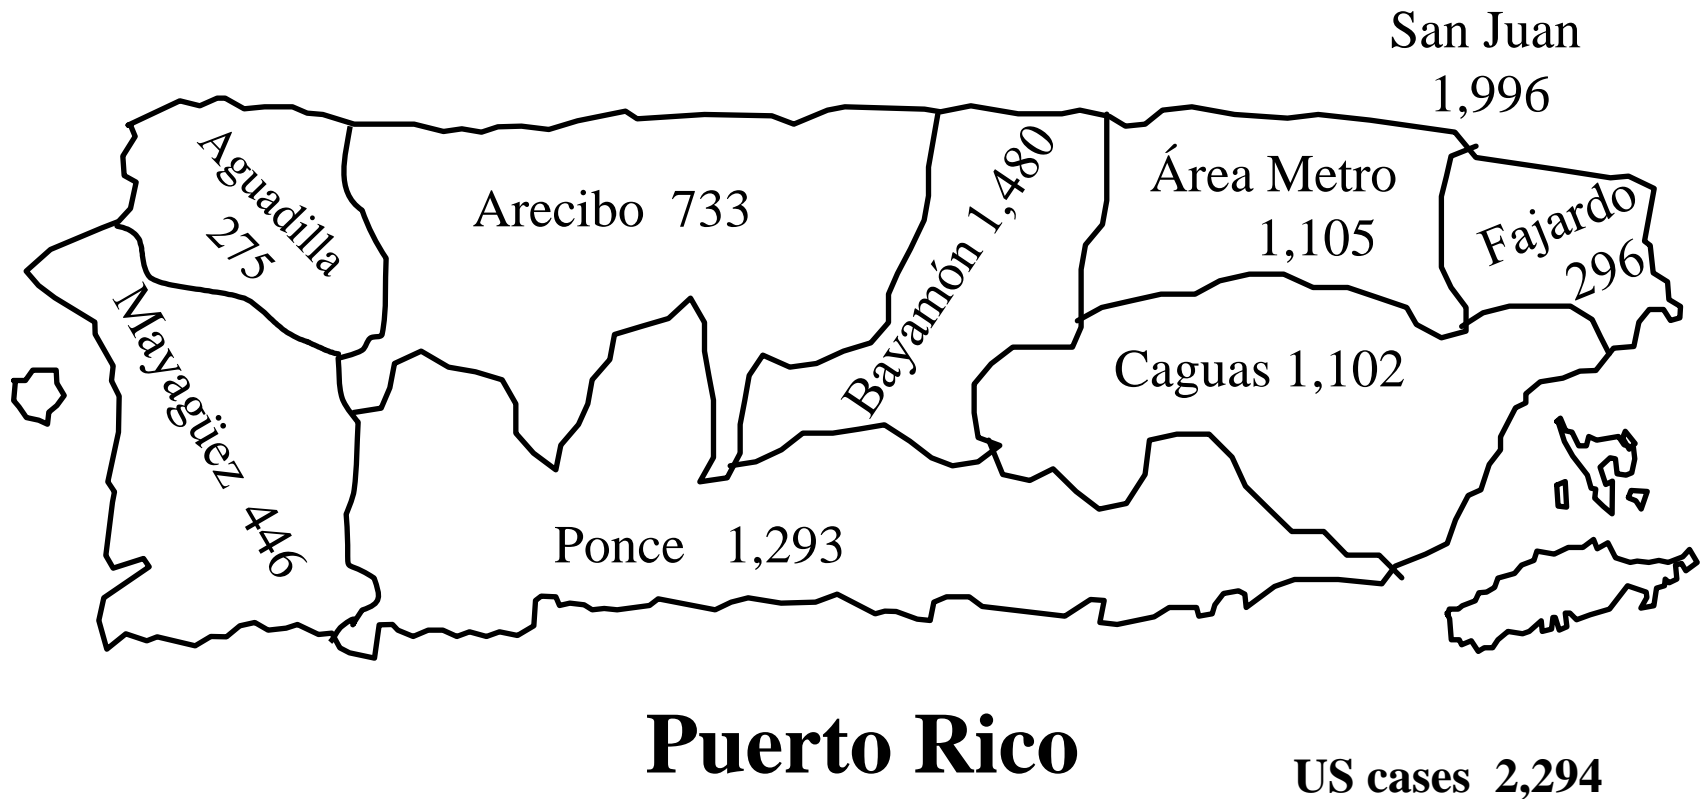 San Juan
1,996
Aguadilla
275
Arecibo 733
Bayamón 1,480
Área Metro
1,105
Fajardo
296
Mayagüez 446
Caguas 1,102
Ponce 1,293
Puerto Rico
US cases 2,294